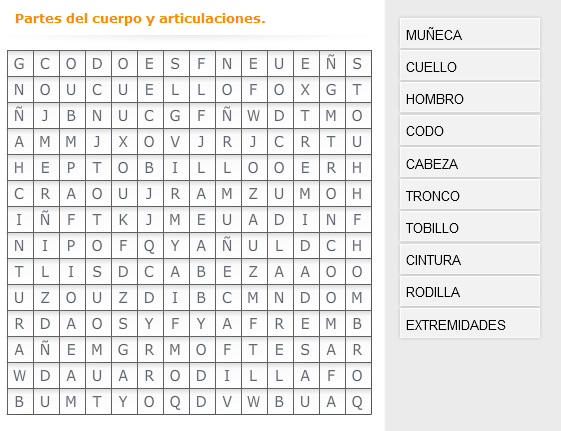 Partes del cuerpo y articulaciones.
G C O D O E S F N E U E Ñ S
N O U C U E L L O F O X G T
Ñ J B N U C G F Ñ W D T M O
A M M J X O V J R J C R T U
H E P T O B I L L O O E R H
C R A O U J R A M Z U M O H
I Ñ F T K J M E U A D I N F
N I P O F Q Y A Ñ U L D C H
T L I S D C A B E Z A A O O
U Z O U Z D I B C M N D O M
R D A O S Y F Y A F R E M B
A Ñ E M G R M O F T E S A R
W D A U A R O D I L L A F O
B U M T Y O Q D V W B U A Q
MUÑECA
CUELLO
HOMBRO
CODO
CABEZA
TRONCO
TOBILLO
CINTURA
RODILLA
EXTREMIDADES